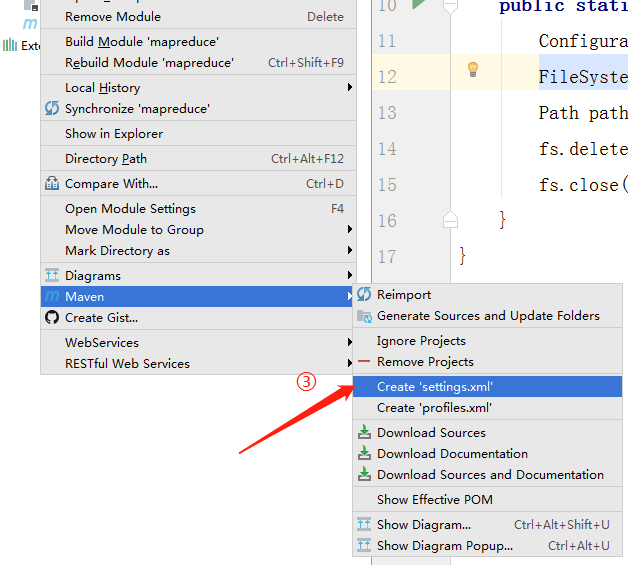 Remove Module Delete
Build Module 'mapreduce'
Rebuild Module 'mapreduce' Ctrl+Shift+F9
Local History
Synchronize 'mapreduce'
Show in Explorer
Directory Path Ctrl+Alt+F12
Compare With... Ctrl+D
Open Module Settings F4
Move Module to Group
Mark Directory as
Diagrams
Maven
Create Gist...
WebServices
RESTful Web Services
Exte
10 public stati
11 Configura
12 FileSyste
13 Path path
14 fs.delete
15 fs.close(
16 }
17 }
Reimport
Generate Sources and Update Folders
Ignore Projects
Remove Projects
③
Create 'settings.xml'
Create 'profiles.xml'
Download Sources
Download Documentation
Download Sources and Documentation
Show Effective POM
Show Diagram... Ctrl+Alt+Shift+U
Show Diagram Popup... Ctrl+Alt+U